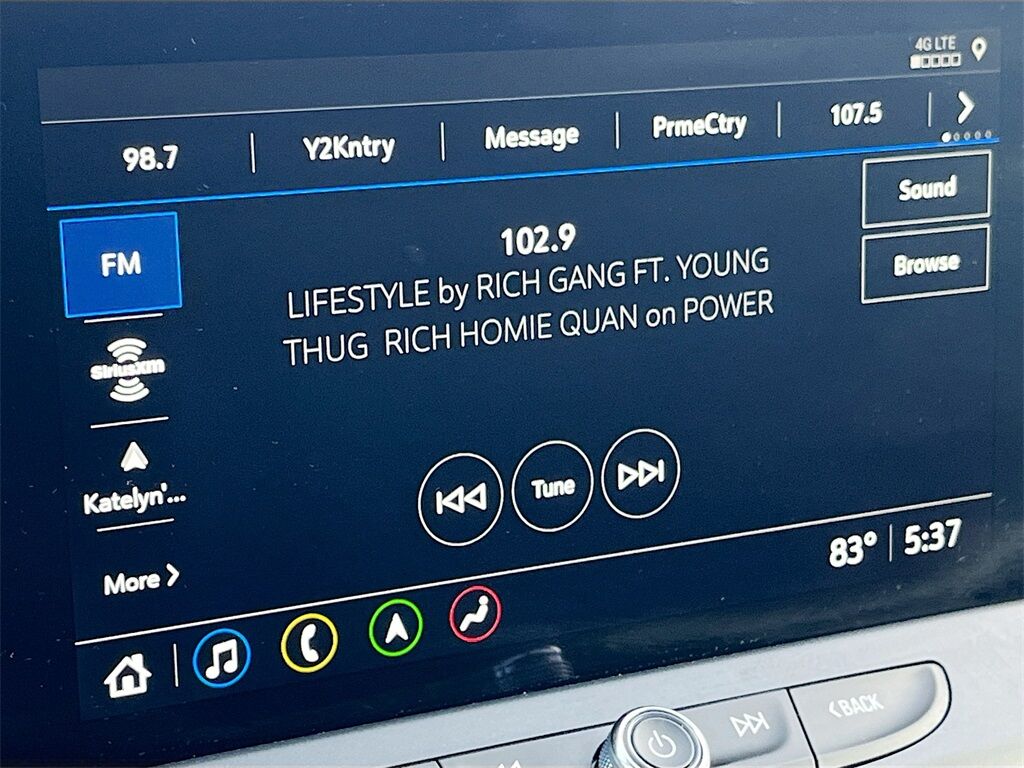 4G LTE
98.7
Y2Kntry
Message
PrmeCtry
107.5
Sound
FM
102.9
Browse
LIFESTYLE by RICH GANG FT. YOUNG
THUG RICH HOMIE QUAN on POWER
SiriusXM
Katelyn'...
Tune
More
83° 5:37
BACK